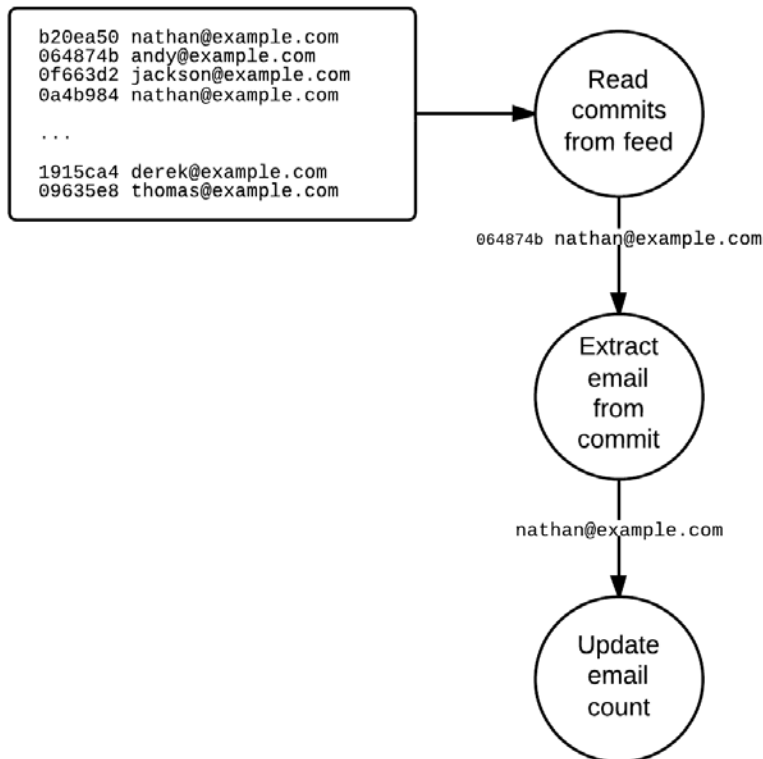 b20ea50 nathan@example.com
064874b andy@example.com
0f663d2 jackson@example.com
0a4b984 nathan@example.com
...
1915ca4 derek@example.com
09635e8 thomas@example.com
Read
commits
from feed
064874b nathan@example.com
Extract
email
from
commit
nathan@example.com
Update
email
count